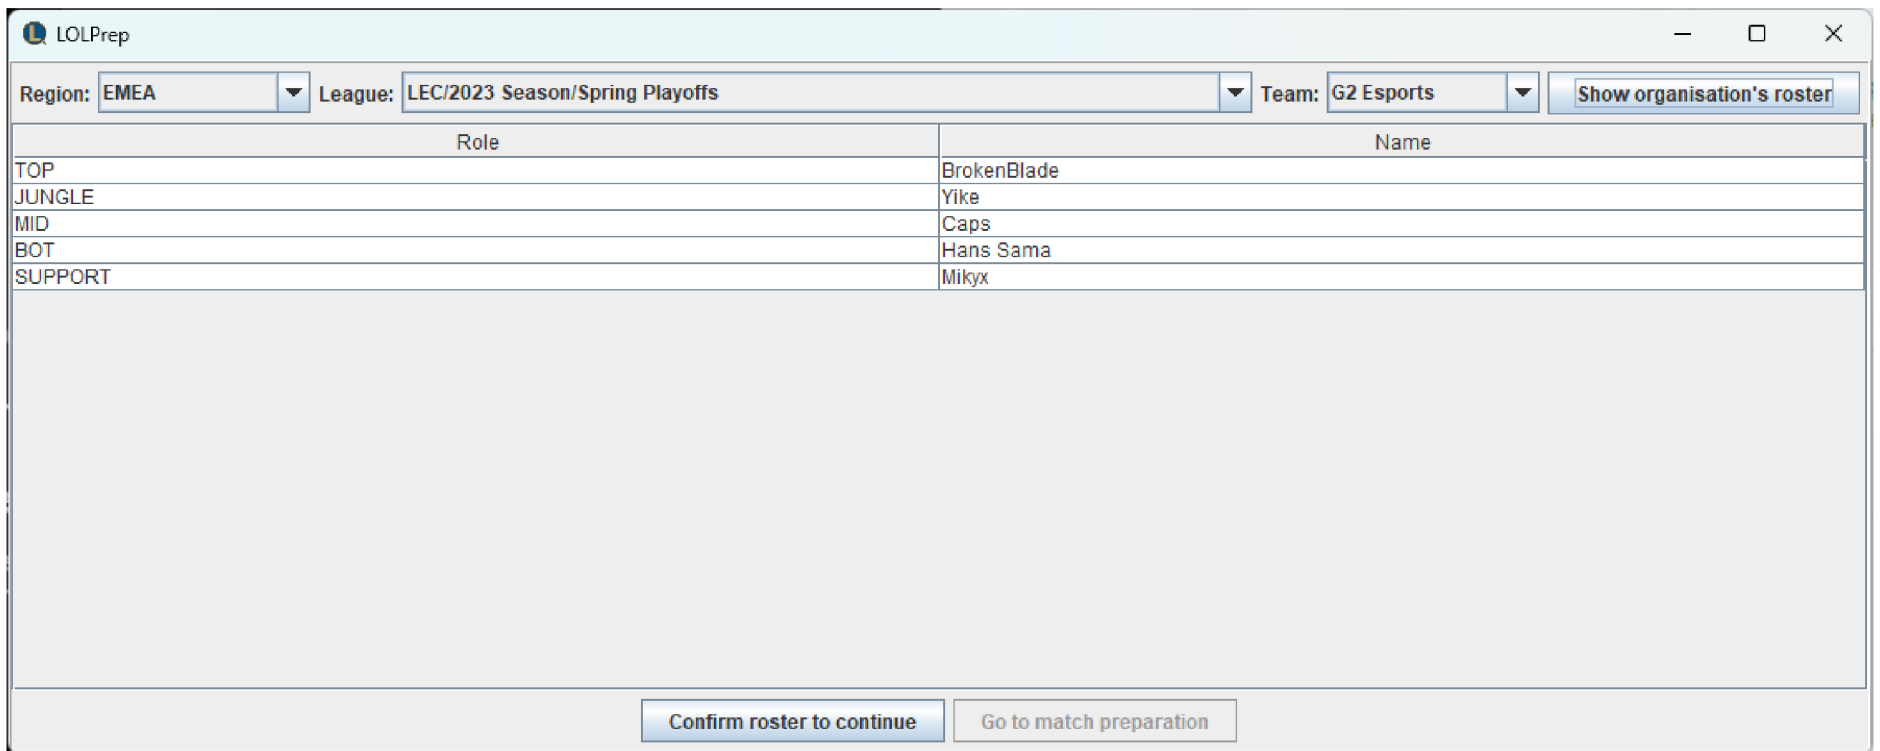 LOLPrep
Region: EMEA League: LEC/2023 Season/Spring Playoffs Team: G2 Esports Show organisation's roster
Role Name
TOP BrokenBlade
JUNGLE Yike
MID Caps
BOT Hans Sama
SUPPORT Mikyx
Confirm roster to continue Go to match preparation